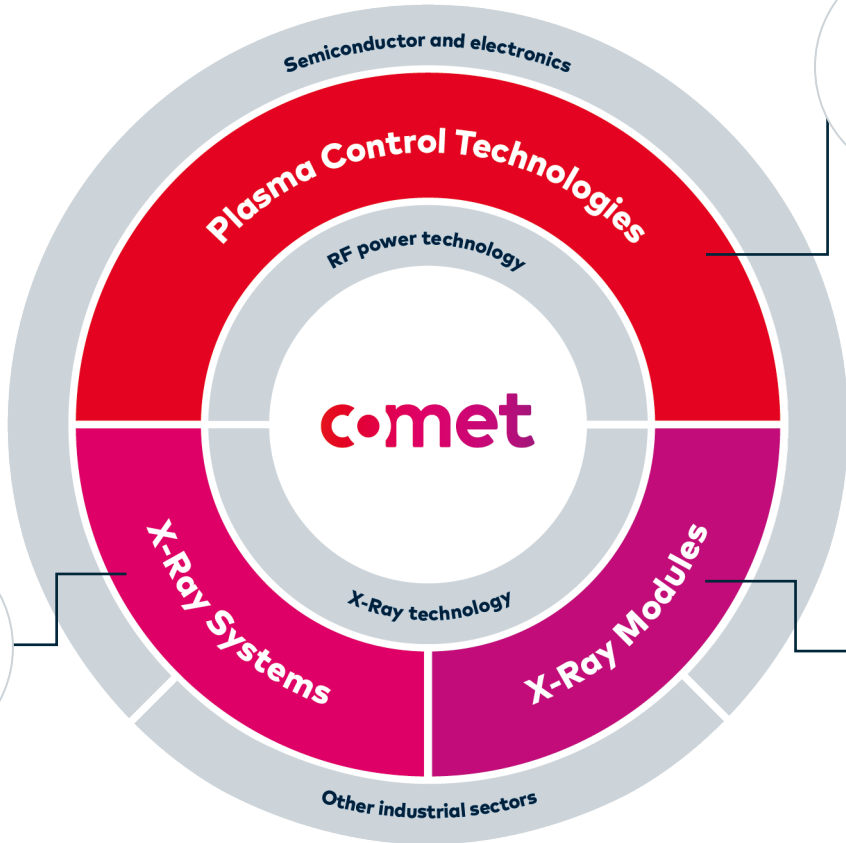 Semiconductor and electronics
Plasma Control Technologies
RF power technology
comet
X-Ray technology
X-Ray Systems
X-Ray Modules
Other industrial sectors